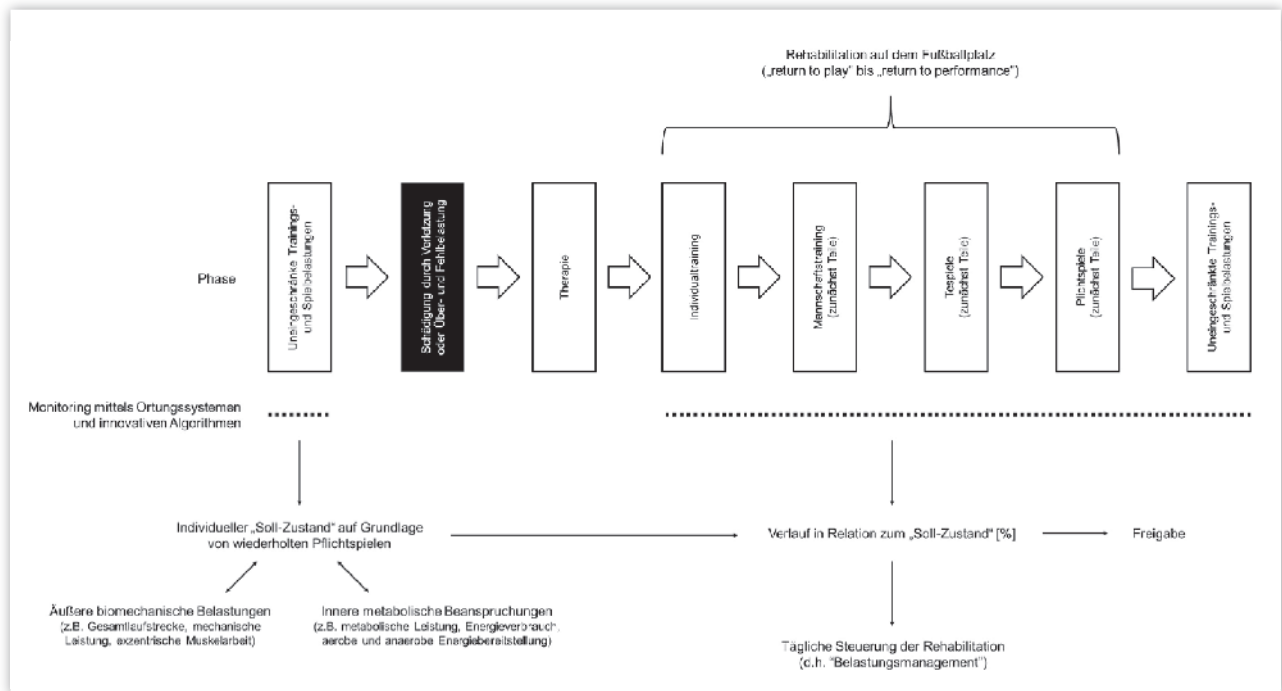 Rehabilitation auf dem Fußballplatz
(„return to play" bis „return to performance")
Phase
Uneingeschränke Trainings-
und Spielbelastungen
Schädigung durch Verletzung
oder Über- und Fehlbelastung
Therapie
Individualtraining
Mannschaftstraining
(zunächst Teile)
Tespiele
(zunächst Teile)
Plichtspiele
(zunächst Teile)
Uneingeschränkte Trainings-
und Spielbelastungen
Monitoring mittels Ortungssystemen
und innovativen Algorithmen
Individueller „Soll-Zustand" auf Grundlage
von wiederholten Pflichtspielen
Verlauf in Relation zum „Soll-Zustand" [%]
Freigabe
Äußere biomechanische Belastungen
(z.B. Gesamtlaufstrecke, mechanische
Leistung, exzentrische Muskelarbeit)
Innere metabolische Beanspruchungen
(z.B. metabolische Leistung, Energieverbrauch,
aerobe und anaerobe Energiebereitstellung)
Tägliche Steuerung der Rehabilitation
(d.h. "Belastungsmanagement")